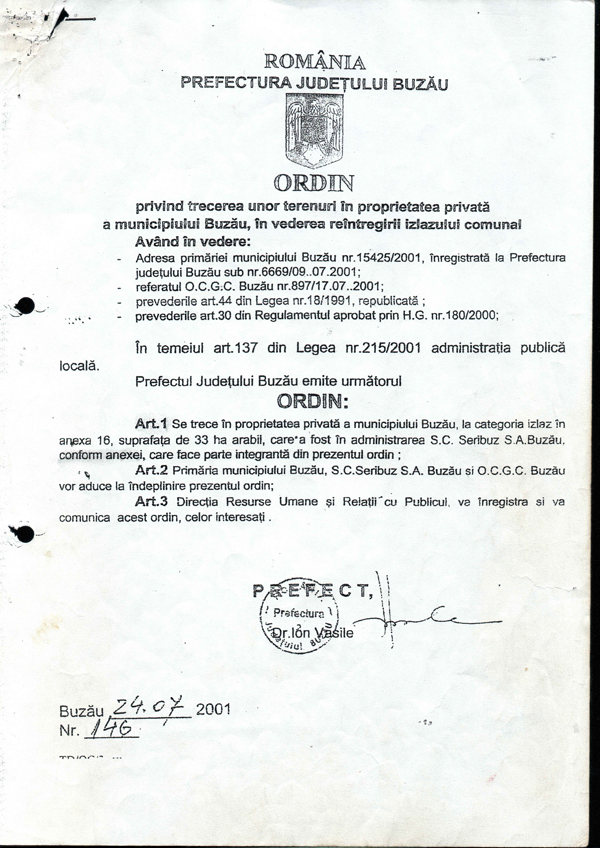 ROMÂNIA
PREFECTURA JUDEȚULUI BUZĂU
ORDIN
privind trecerea unor terenuri în proprietatea privată
a municipiului Buzău, în vederea reîntregirii izlazului comunal
Având în vedere:
- Adresa primăriei municipiului Buzău nr.15425/2001, înregistrată la Prefectura
județului Buzău sub nr.6669/09..07.2001;
- referatul O.C.G.C. Buzău nr.897/17.07..2001;
- prevederile art.44 din Legea nr.18/1991, republicată ;
- prevederile art.30 din Regulamentul aprobat prin H.G. nr.180/2000;
În temeiul art.137 din Legea nr.215/2001 administrația publică
locală.
Prefectul Județului Buzău emite următorul
ORDIN:
Art.1 Se trece în proprietatea privată a municipiului Buzău, la categoria izlaz în
anexa 16, suprafața de 33 ha arabil, care a fost în administrarea S.C. Seribuz S.A.Buzău,
conform anexei, care face parte integrantă din prezentul ordin ;
Art.2 Primăria municipiului Buzău, S.C.Seribuz S.A. Buzău si O.C.G.C. Buzău
vor aduce la îndeplinire prezentul ordin;
Art.3 Direcția Resurse Umane și Relații cu Publicul, va înregistra si va
comunica acest ordin, celor interesați .
PREFECT,
Prefectura
Dr.Ion Vasile
Județului BUZĂU
Buzău 24.07 2001
Nr. 146